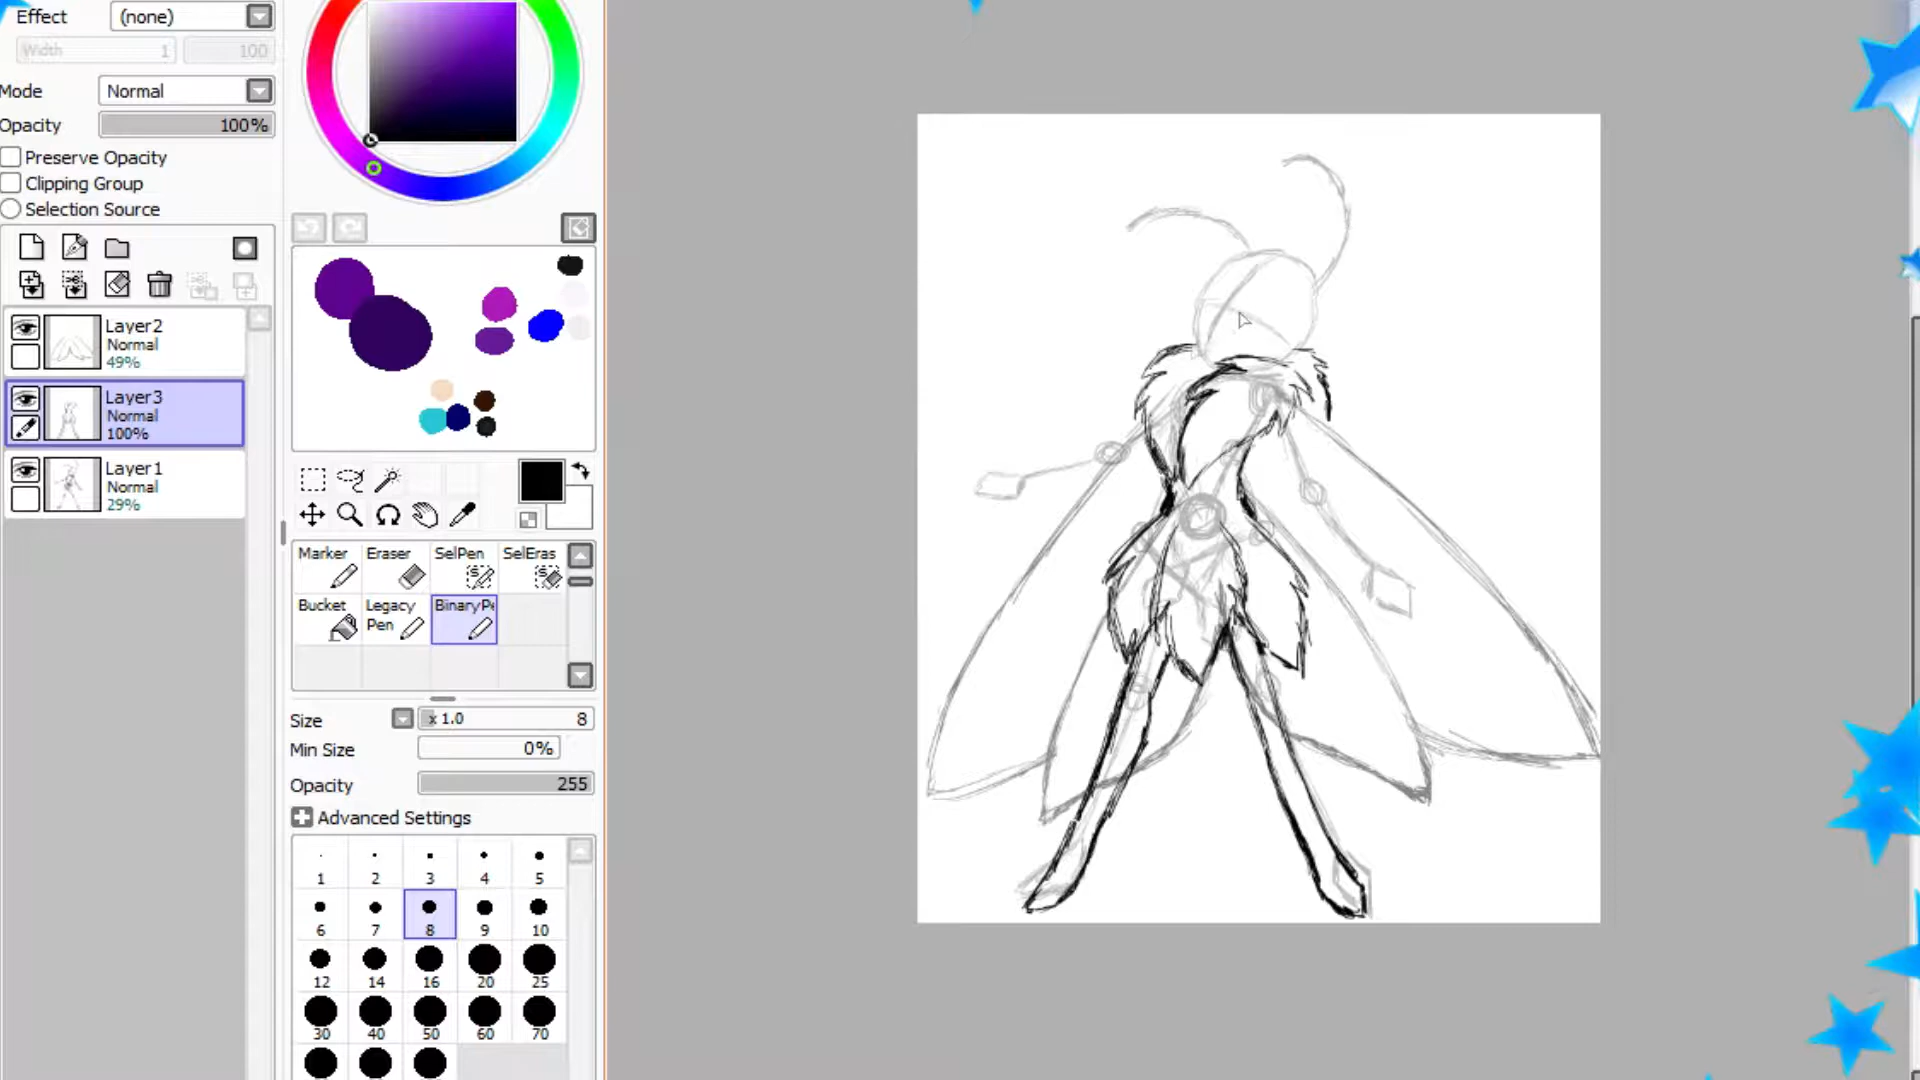 Effect (none)
Width 1 100
Mode Normal
Opacity 100%
Preserve Opacity
Clipping Group
Selection Source
Layer2
Normal
49%
Layer3
Normal
100%
Layer1
Normal
29%
Marker Eraser SelPen SelEras
Bucket Legacy Pen BinaryPe
Size x 1.0 8
Min Size 0%
Opacity 255
Advanced Settings
1 2 3 4 5
6 7 8 9 10
12 14 16 20 25
30 40 50 60 70